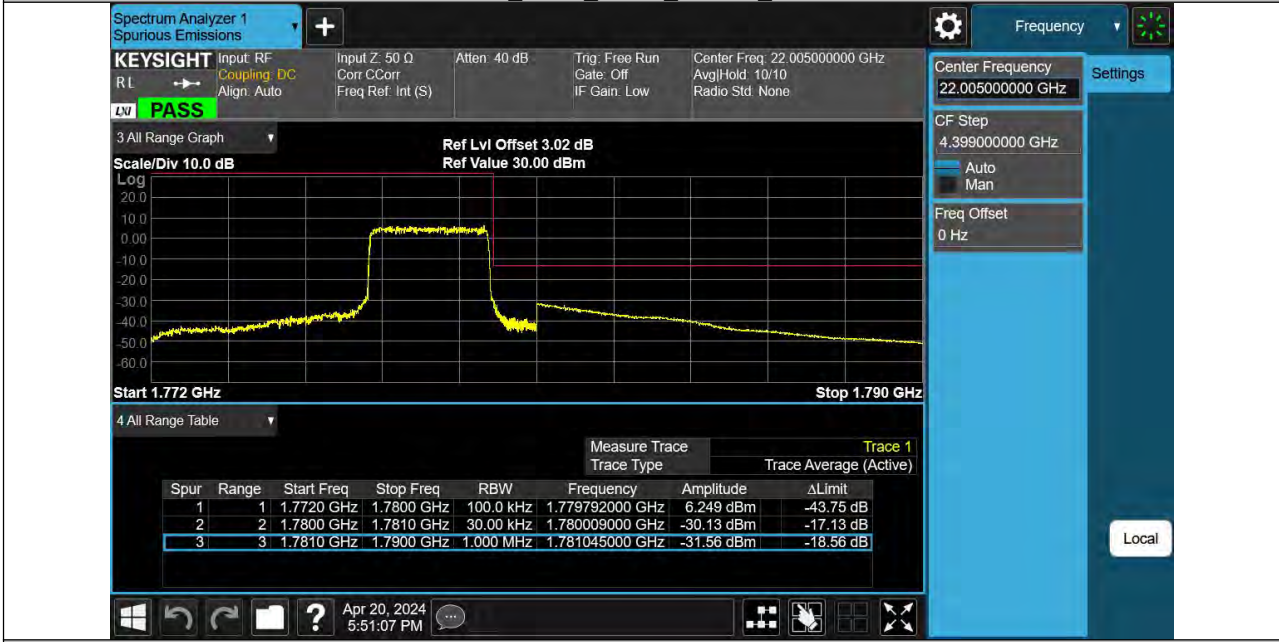 Spectrum Analyzer 1
Spurious Emissions
+
Frequency
KEYSIGHT Input: RF Input Z: 50 Ω Atten: 40 dB Trig: Free Run Center Freq: 22.005000000 GHz
R L Coupling: DC Corr CCorr Gate: Off Avg|Hold: 10/10
Align: Auto Freq Ref: Int (S) IF Gain: Low Radio Std: None
LXI PASS
Center Frequency
22.005000000 GHz
Settings
CF Step
4.399000000 GHz
Auto
Man
Freq Offset
0 Hz
3 All Range Graph
Ref Lvl Offset 3.02 dB
Scale/Div 10.0 dB Ref Value 30.00 dBm
Log
20.0
10.0
0.00
-10.0
-20.0
-30.0
-40.0
-50.0
-60.0
Start 1.772 GHz Stop 1.790 GHz
4 All Range Table
Measure Trace Trace 1
Trace Type Trace Average (Active)
Spur Range Start Freq Stop Freq RBW Frequency Amplitude ΔLimit
1 1 1.7720 GHz 1.7800 GHz 100.0 kHz 1.779792000 GHz 6.249 dBm -43.75 dB
2 2 1.7800 GHz 1.7810 GHz 30.00 kHz 1.780009000 GHz -30.13 dBm -17.13 dB
3 3 1.7810 GHz 1.7900 GHz 1.000 MHz 1.781045000 GHz -31.56 dBm -18.56 dB
Local
? Apr 20, 2024
5:51:07 PM